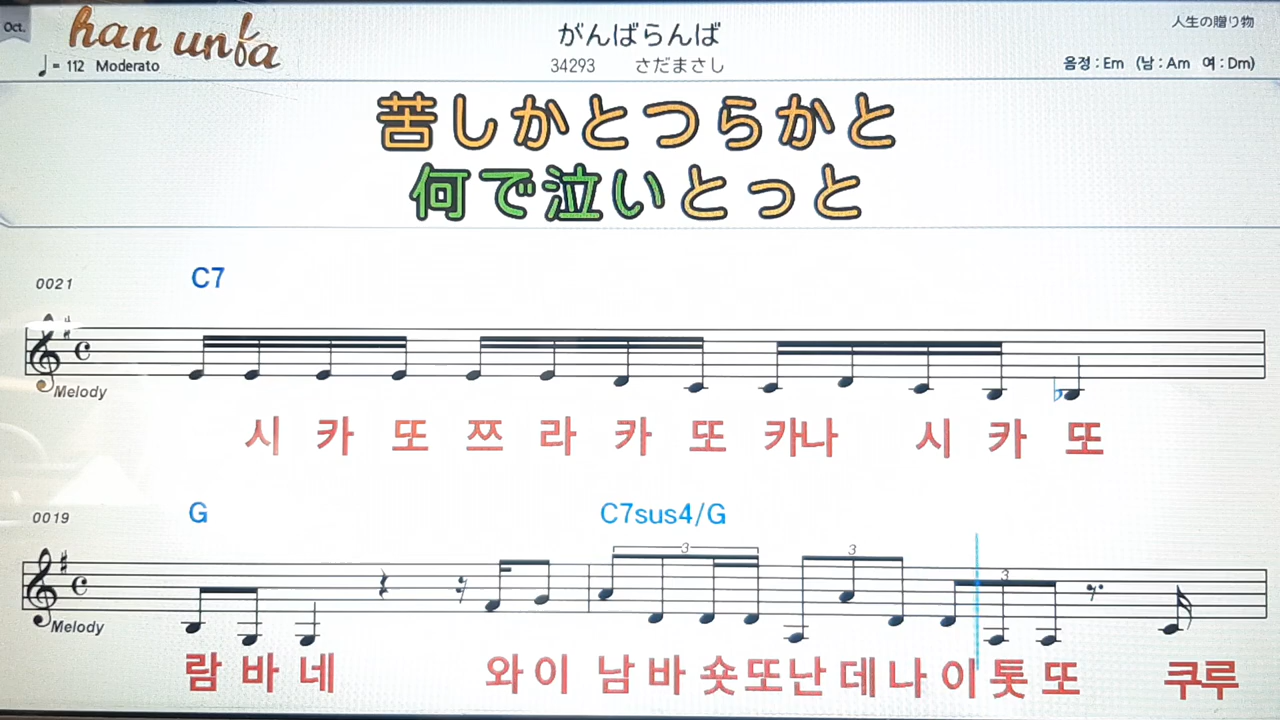 Oct.
han unfa
がんばらんば
人生の贈り物
♩= 112 Moderato
34293 さだまさし
음정 : Em (남 : Am 여 : Dm)
苦しかとつらかと
何で泣いとっと
C7
0021
Melody
시 카 또 쯔 라 카 또 카나 시 카 또
G C7sus4/G
0019
3 3 3
Melody
람 바 네 와 이 남 바 숏 또 난 데 나 이 톳 또 쿠루